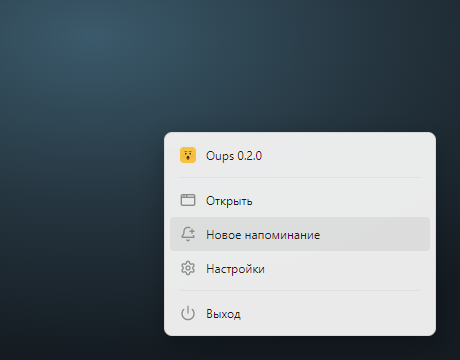 Oups 0.2.0
Открыть
Новое напоминание
Настройки
Выход